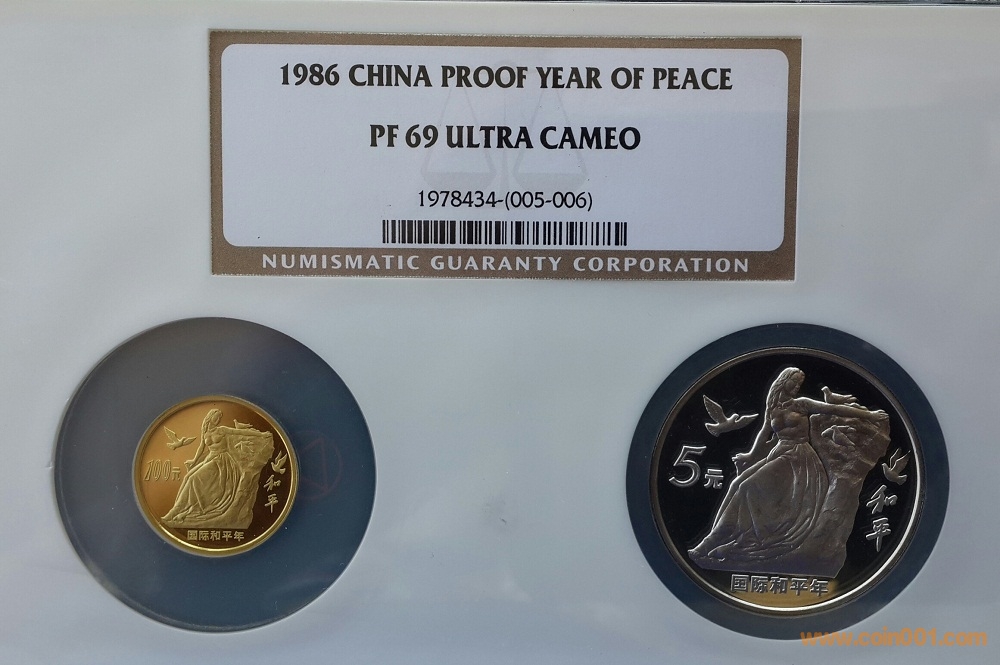 1986 CHINA PROOF YEAR OF PEACE
PF 69 ULTRA CAMEO
1978434-(005-006)
NUMISMATIC GUARANTY CORPORATION
100元
和平
国际和平年
5元
和平
国际和平年
www.coin001.com